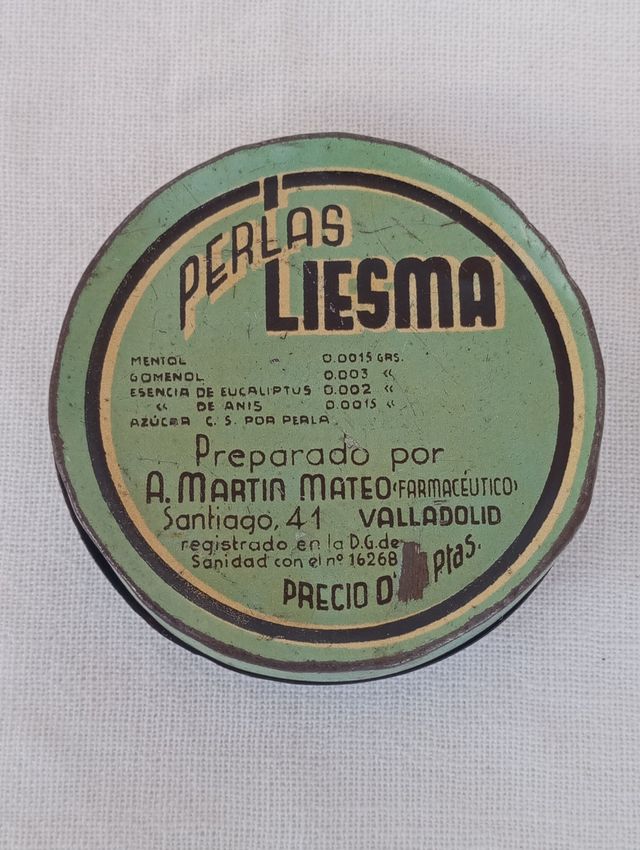 PERLAS
LIESMA
MENTOL 0.0015 GRS.
GOMENOL 0.003 «
ESENCIA DE EUCALIPTUS 0.002 «
« DE ANIS 0.0015 «
AZÚCAR C. S. POR PERLA
Preparado por
A. MARTIN MATEO (FARMACÉUTICO)
Santiago, 41 VALLADOLID
registrado en la D.G. de
Sanidad con el nº 16268
PRECIO 0' Ptas.